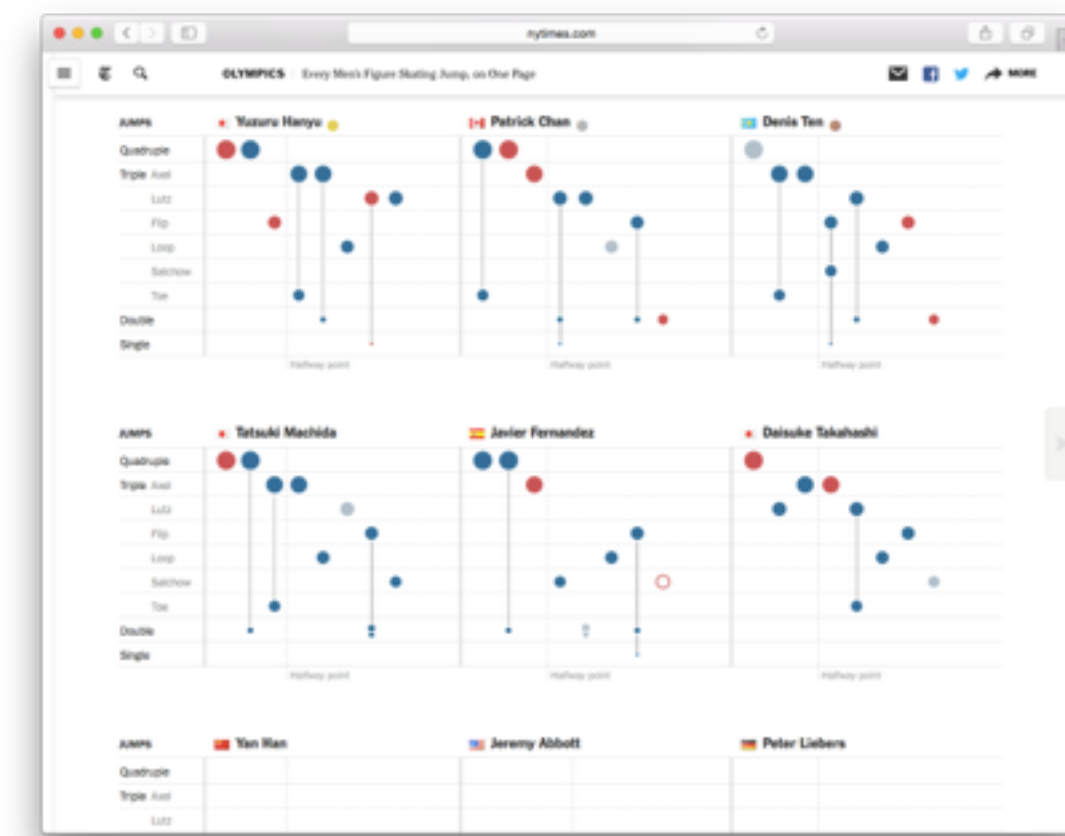 nytimes.com
OLYMPICS Every Men's Figure Skating Jump, on One Page MORE
JUMPS Yuzuru Hanyu Patrick Chan Denis Ten
Quadruple
Triple Axel
Lutz
Flip
Loop
Salchow
Toe
Double
Single
Halfway point Halfway point Halfway point
JUMPS Tatsuki Machida Javier Fernandez Daisuke Takahashi
Quadruple
Triple Axel
Lutz
Flip
Loop
Salchow
Toe
Double
Single
Halfway point Halfway point Halfway point
JUMPS Yan Han Jeremy Abbott Peter Liebers
Quadruple
Triple Axel
Lutz